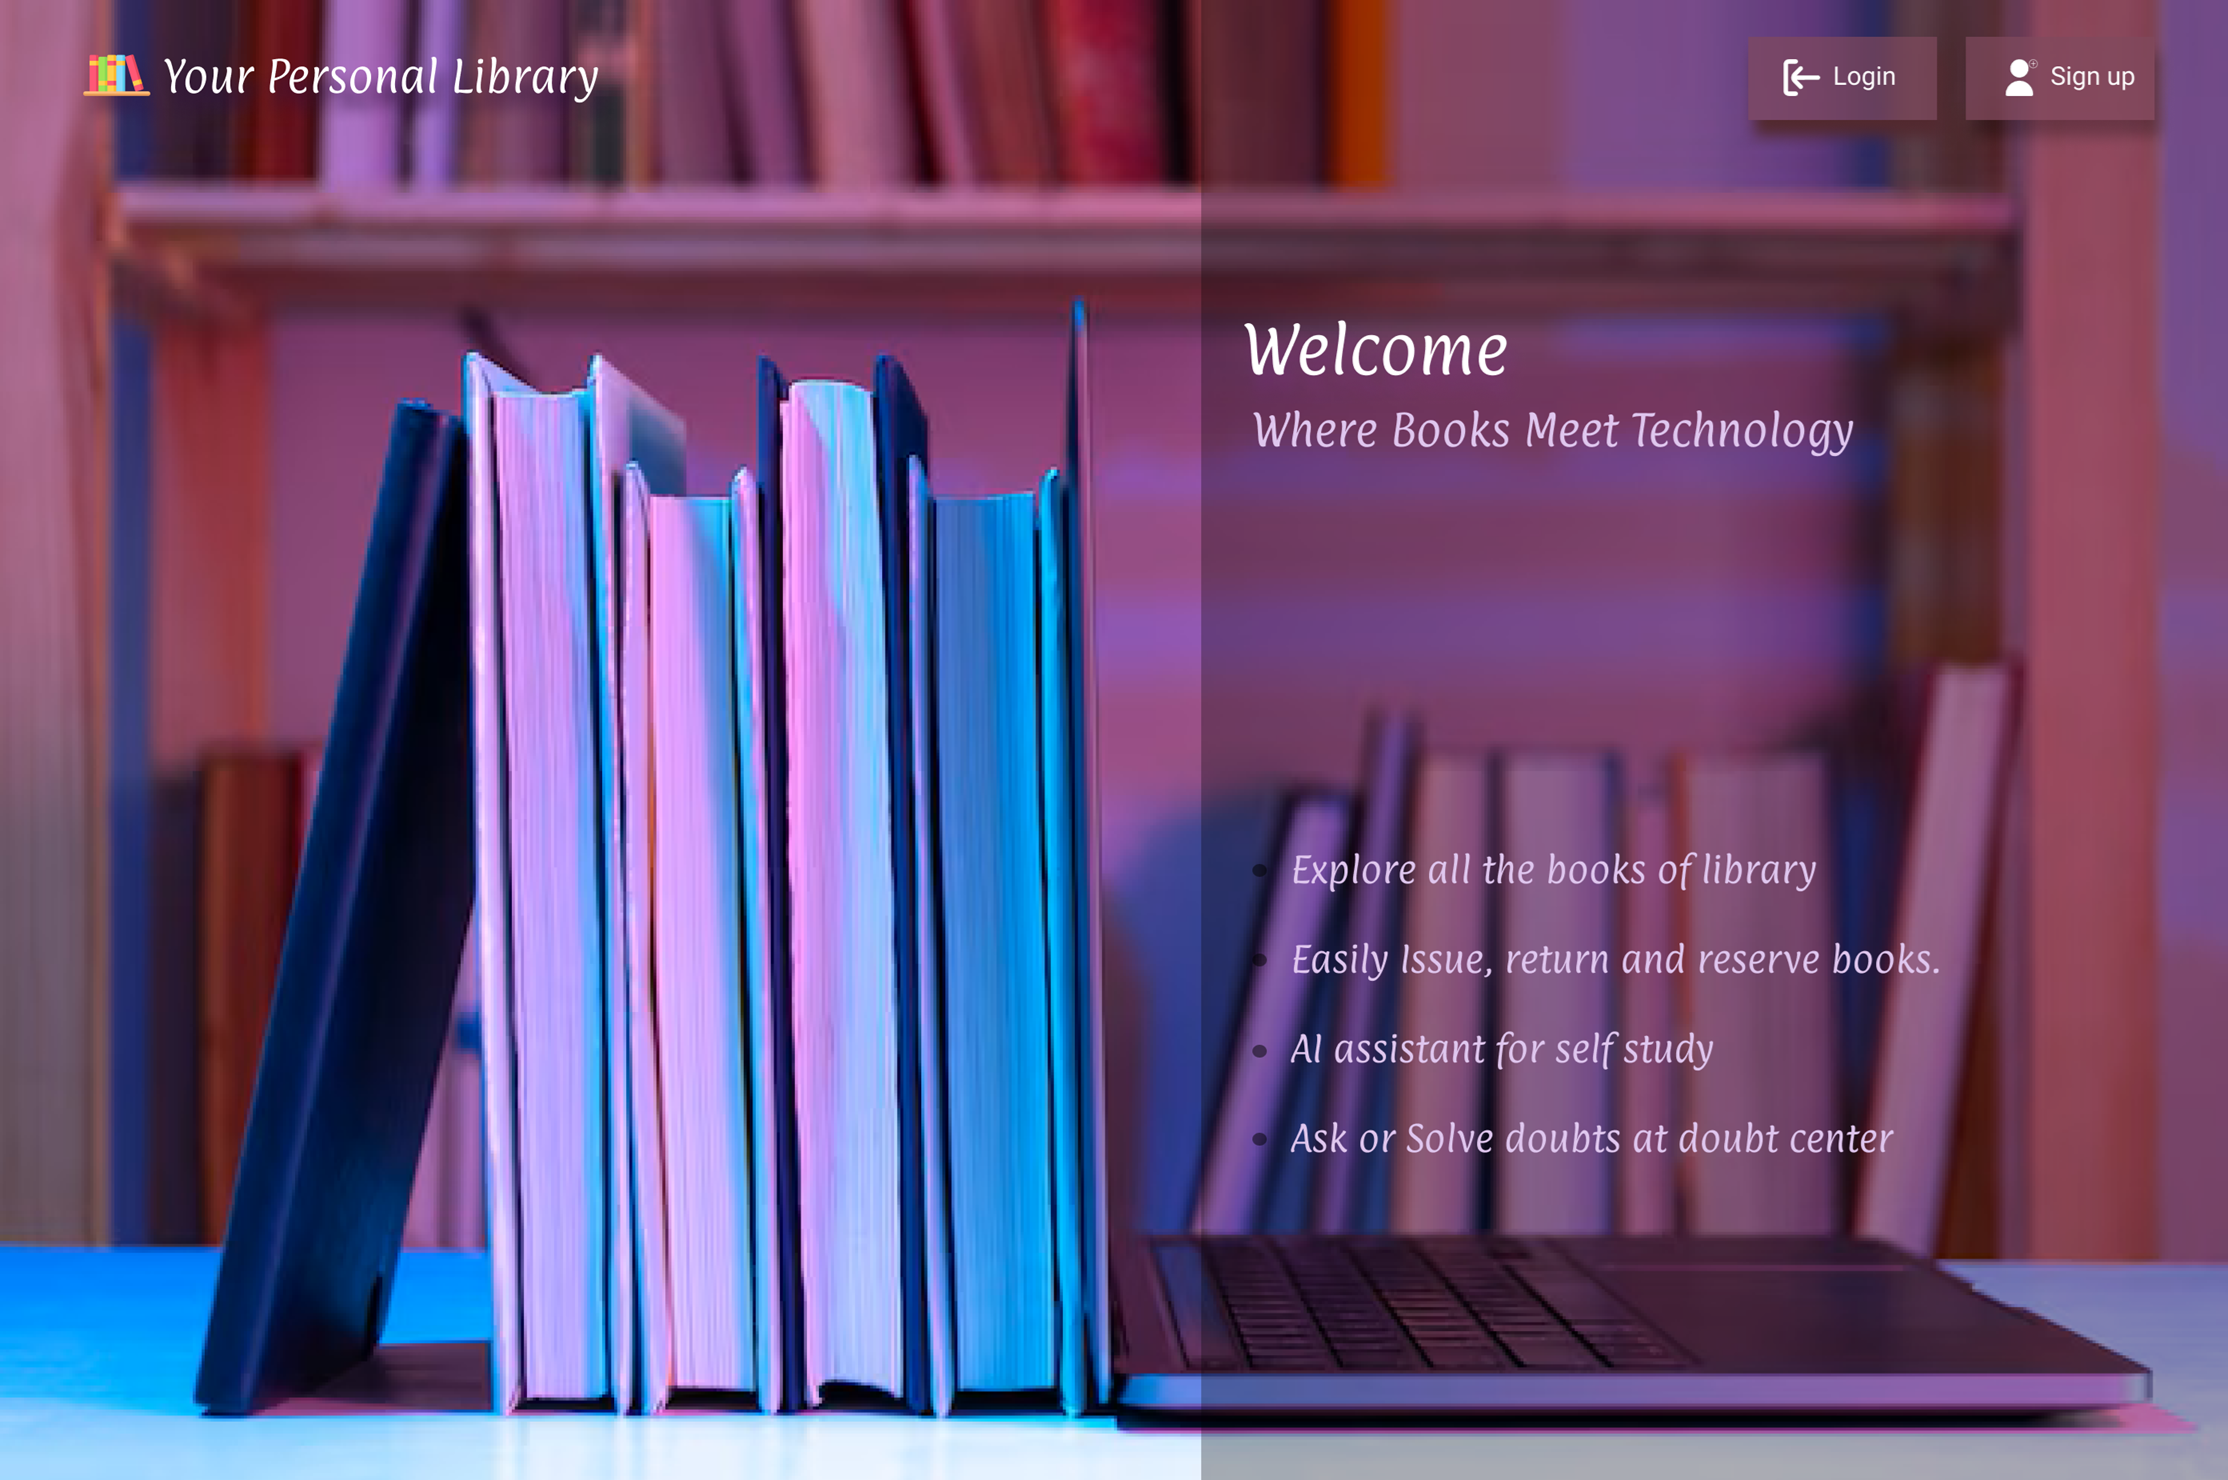 Your Personal Library
Login
Sign up
Welcome
Where Books Meet Technology
• Explore all the books of library
• Easily Issue, return and reserve books.
• AI assistant for self study
• Ask or Solve doubts at doubt center